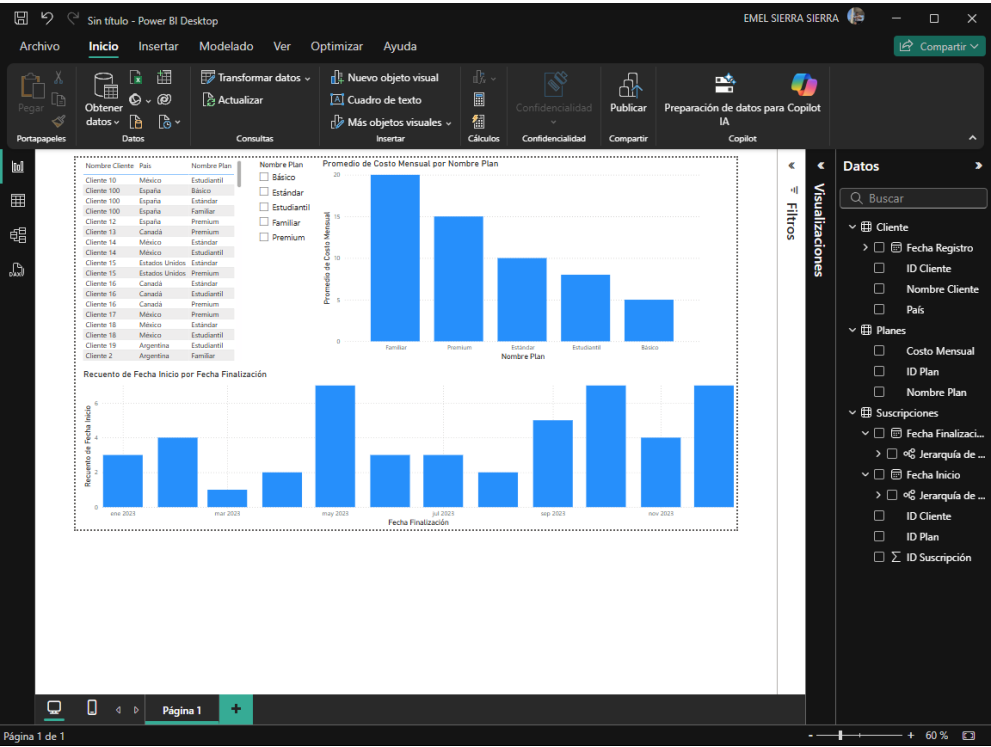 Sin título - Power BI Desktop
EMEL SIERRA SIERRA
Archivo Inicio Insertar Modelado Ver Optimizar Ayuda
Compartir
Pegar
Portapapeles
Obtener datos
Datos
Transformar datos
Actualizar
Consultas
Nuevo objeto visual
Cuadro de texto
Más objetos visuales
Insertar
Cálculos
Confidencialidad
Confidencialidad
Publicar
Compartir
Preparación de datos para IA
Copilot
Copilot
Nombre Cliente País Nombre Plan
Cliente 10 México Estudiantil
Cliente 100 España Básico
Cliente 100 España Estándar
Cliente 100 España Familiar
Cliente 12 España Premium
Cliente 13 Canadá Premium
Cliente 14 México Estándar
Cliente 14 México Estudiantil
Cliente 15 Estados Unidos Estándar
Cliente 15 Estados Unidos Premium
Cliente 16 Canadá Estándar
Cliente 16 Canadá Estudiantil
Cliente 16 Canadá Premium
Cliente 17 México Premium
Cliente 18 México Estándar
Cliente 18 México Estudiantil
Cliente 19 Argentina Estudiantil
Cliente 2 Argentina Familiar
Nombre Plan
Básico
Estándar
Estudiantil
Familiar
Premium
Promedio de Costo Mensual por Nombre Plan
Promedio de Costo Mensual
20
15
10
5
0
Familiar Premium Estándar Estudiantil Básico
Nombre Plan
Recuento de Fecha Inicio por Fecha Finalización
Recuento de Fecha Inicio
6
4
2
0
ene 2023 mar 2023 may 2023 jul 2023 sep 2023 nov 2023
Fecha Finalización
Filtros
Visualizaciones
Datos
Buscar
Cliente
Fecha Registro
ID Cliente
Nombre Cliente
País
Planes
Costo Mensual
ID Plan
Nombre Plan
Suscripciones
Fecha Finalizaci...
Jerarquía de ...
Fecha Inicio
Jerarquía de ...
ID Cliente
ID Plan
ID Suscripción
Página 1
Página 1 de 1
60 %